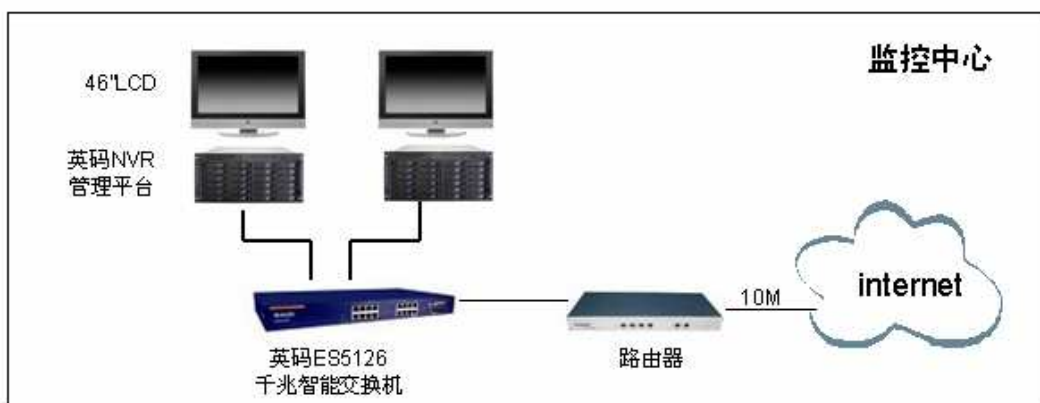 监控中心
46"LCD
英码NVR
管理平台
internet
10M
英码ES5126
千兆智能交换机
路由器